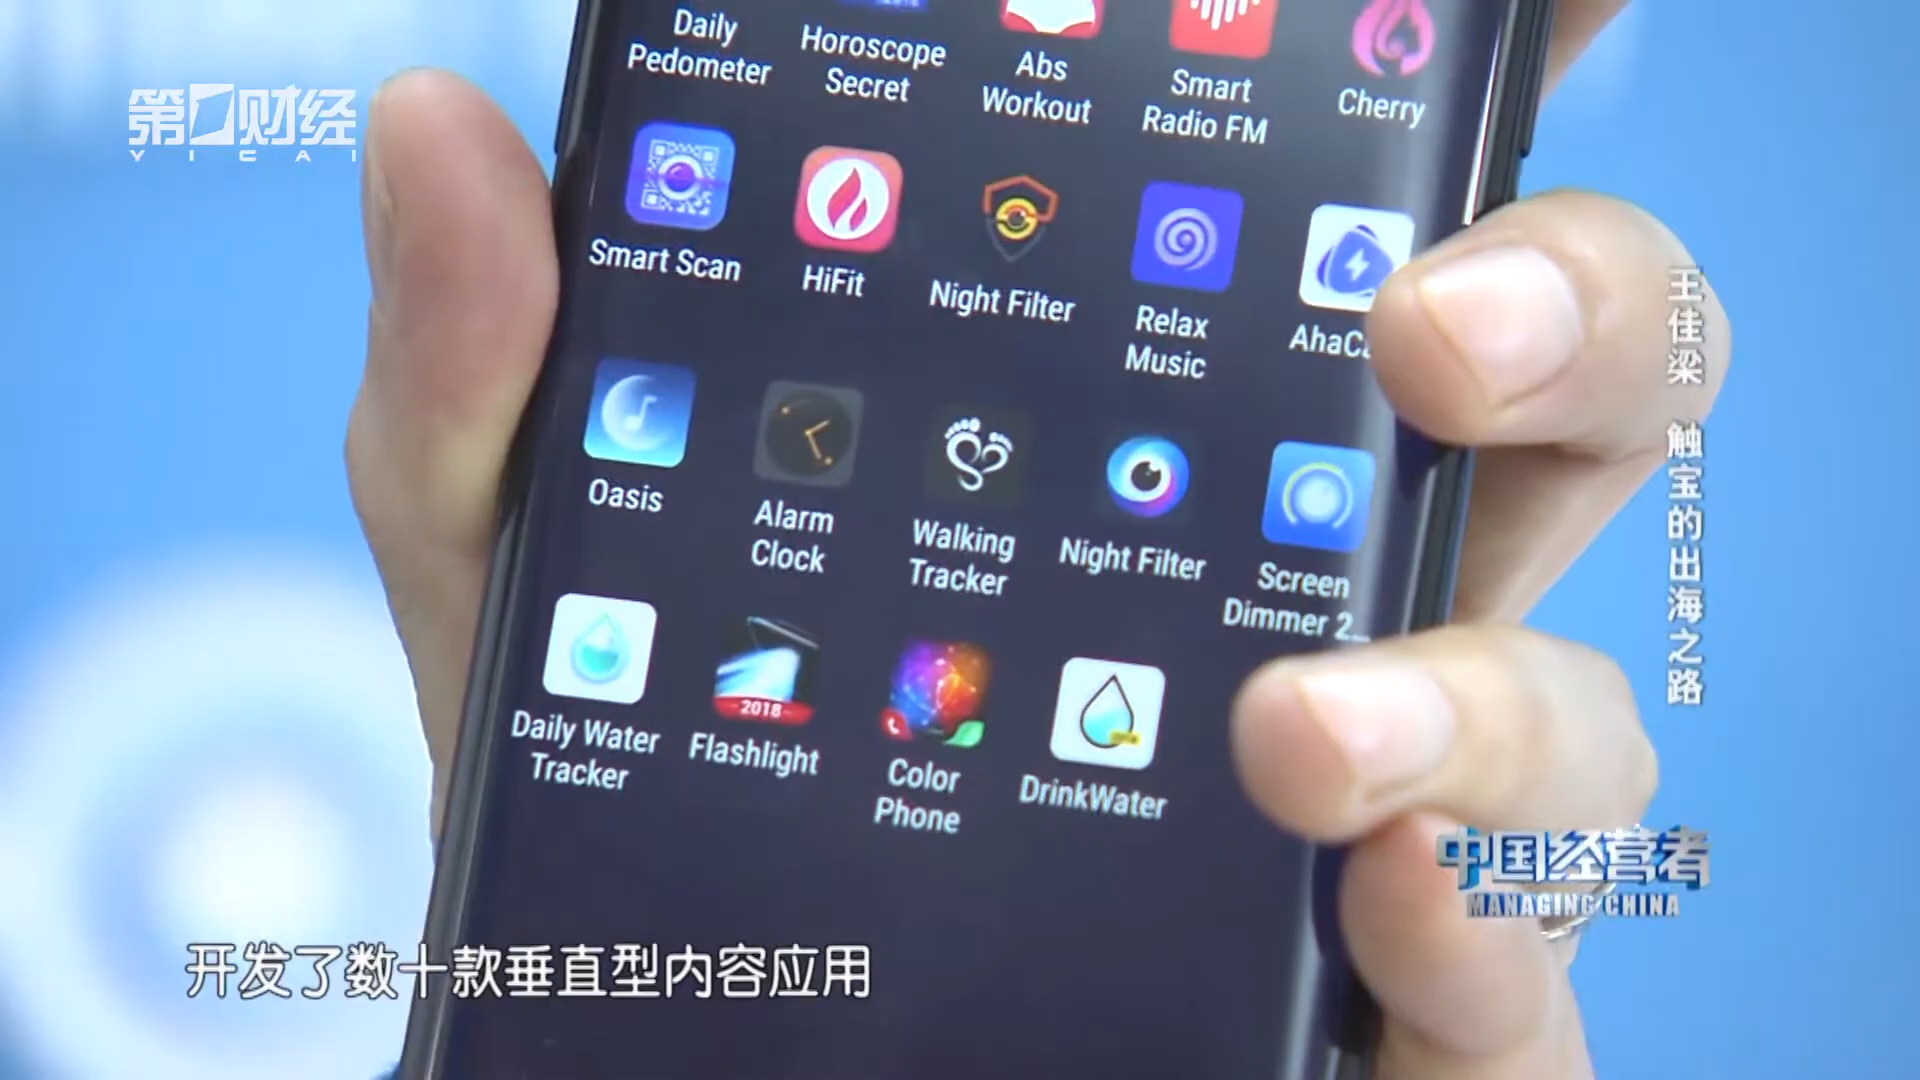 Daily
Pedometer
Horoscope
Secret
Abs
Workout
Smart
Radio FM
Cherry
第一财经
YICAI
Smart Scan
HiFit
Night Filter
Relax
Music
Oasis
Alarm
Clock
Walking
Tracker
Night Filter
Screen
Dimmer 2...
Daily Water
Tracker
2018
Flashlight
Color
Phone
DrinkWater
王佳梁 触宝的出海之路
中国经营者
MANAGING CHINA
开发了数十款垂直型内容应用